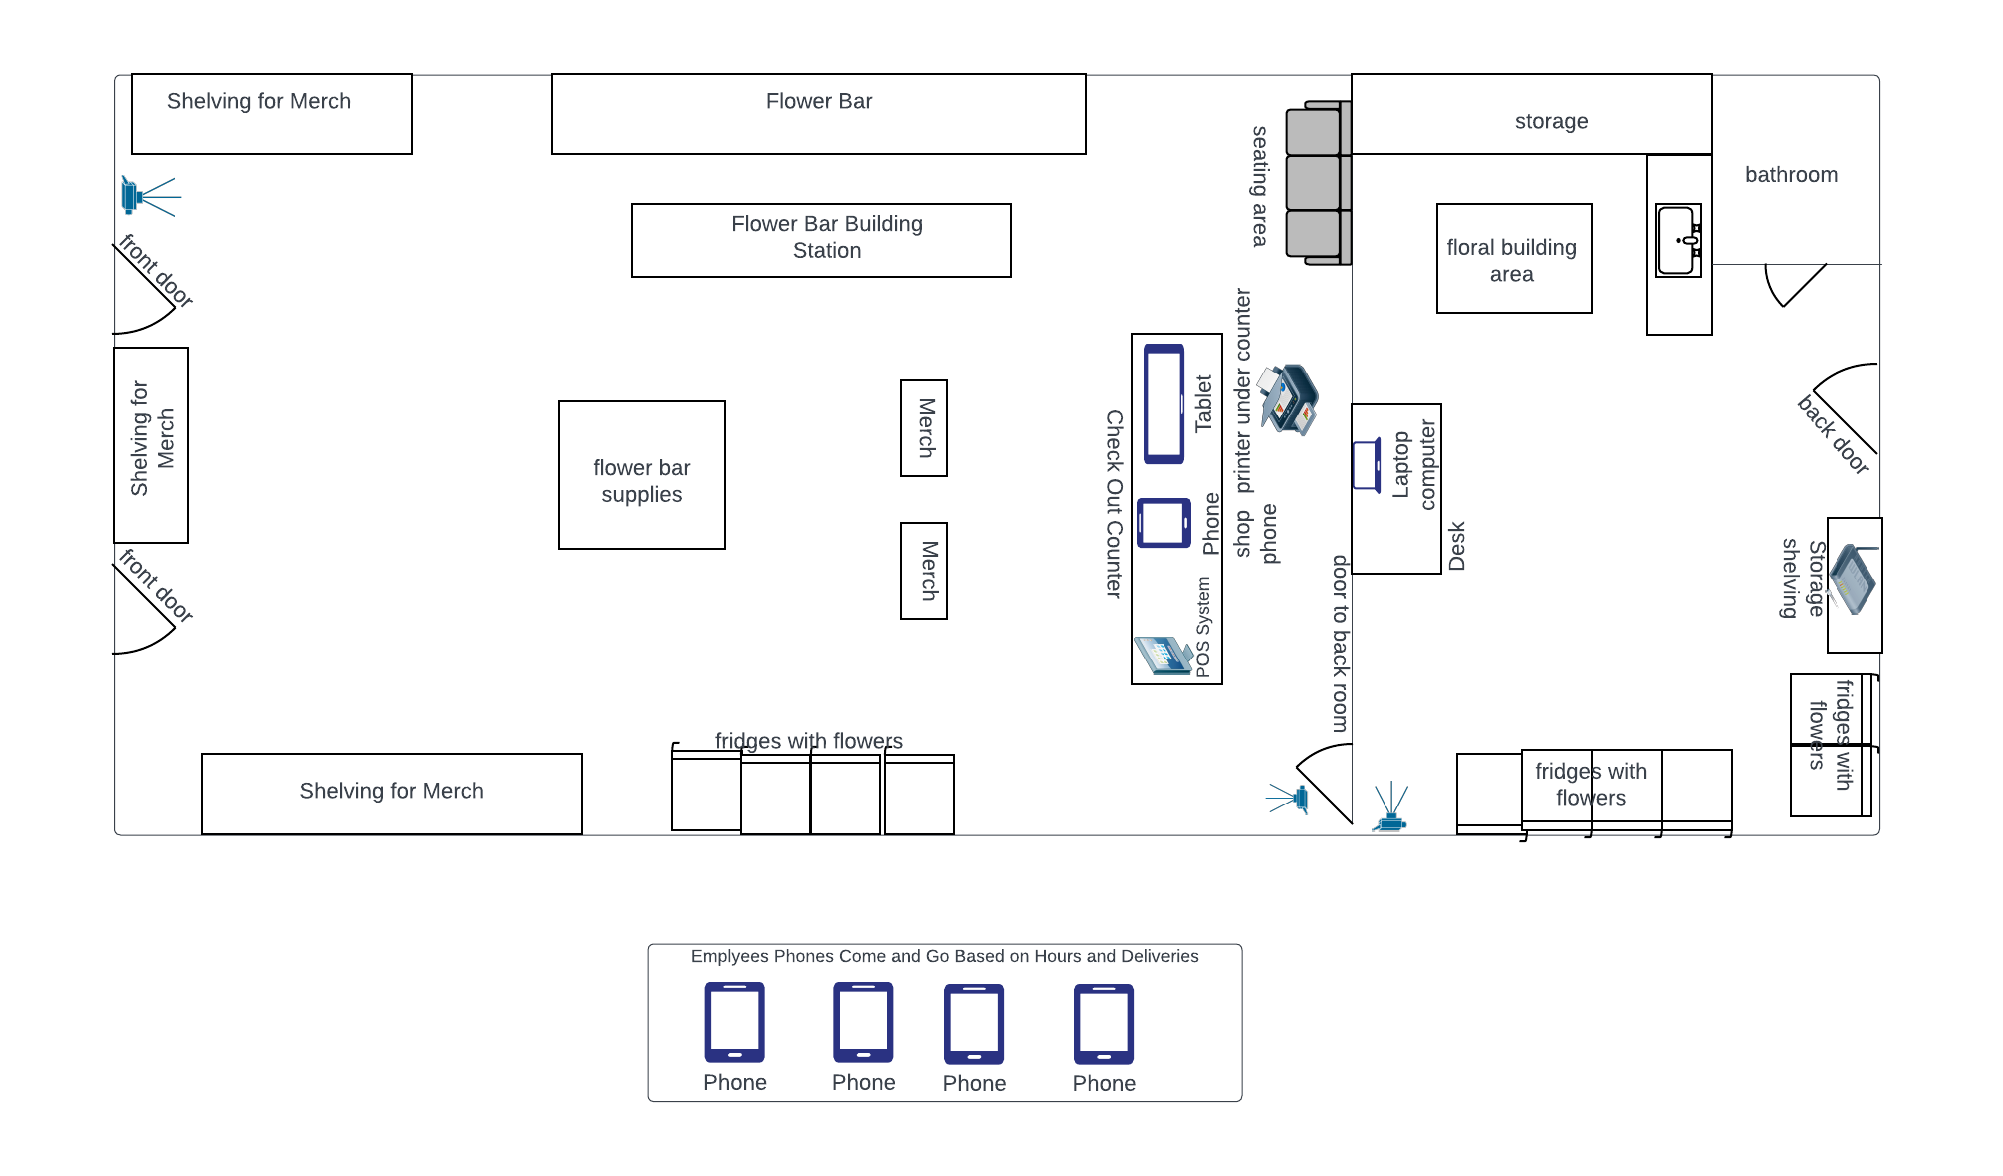 Shelving for Merch
Flower Bar
storage
bathroom
seating area
Flower Bar Building
Station
floral building
area
front door
printer under counter
Shelving for
Merch
Merch
Tablet
Check Out Counter
Laptop
computer
back door
flower bar
supplies
Phone
shop
phone
Desk
Merch
front door
POS System
door to back room
Storage
shelving
fridges with flowers
Shelving for Merch
fridges with
flowers
fridges with
flowers
Emplyees Phones Come and Go Based on Hours and Deliveries
Phone
Phone
Phone
Phone